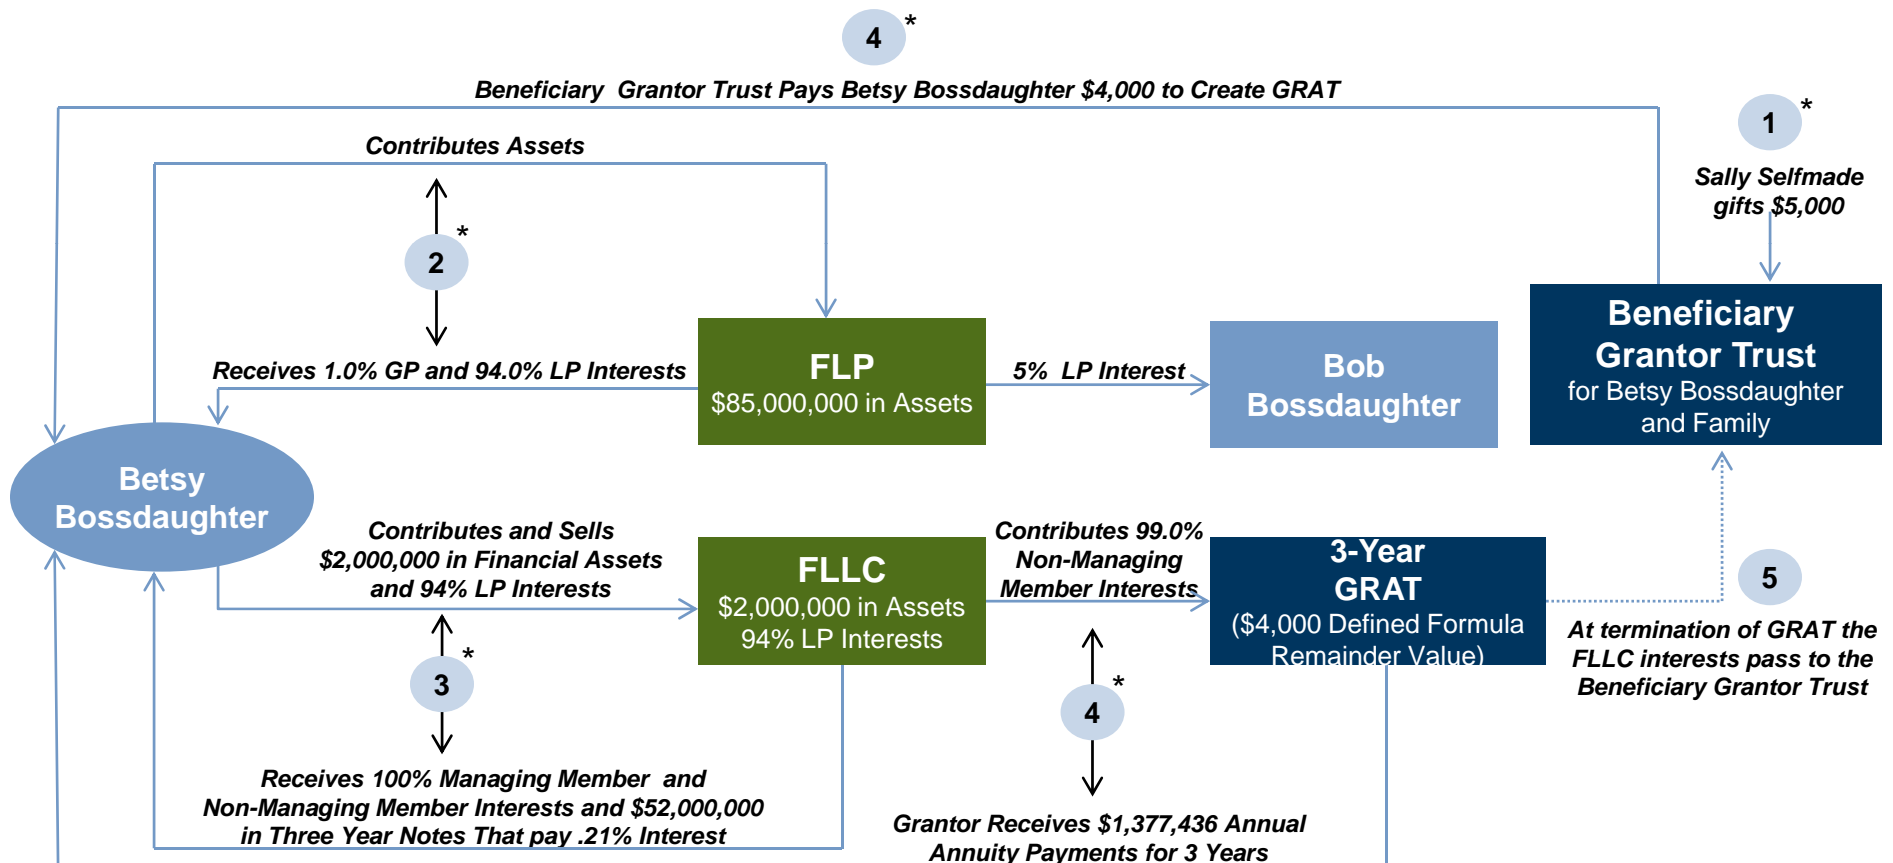 4 *
Beneficiary Grantor Trust Pays Betsy Bossdaughter $4,000 to Create GRAT
1 *
Sally Selfmade
gifts $5,000
Contributes Assets
2 *
Receives 1.0% GP and 94.0% LP Interests
FLP
$85,000,000 in Assets
5% LP Interest
Bob
Bossdaughter
Beneficiary
Grantor Trust
for Betsy Bossdaughter
and Family
Betsy
Bossdaughter
Contributes and Sells
$2,000,000 in Financial Assets
and 94% LP Interests
3 *
Receives 100% Managing Member and
Non-Managing Member Interests and $52,000,000
in Three Year Notes That pay .21% Interest
FLLC
$2,000,000 in Assets
94% LP Interests
Contributes 99.0%
Non-Managing
Member Interests
4 *
Grantor Receives $1,377,436 Annual
Annuity Payments for 3 Years
3-Year
GRAT
($4,000 Defined Formula
Remainder Value)
5
At termination of GRAT the
FLLC interests pass to the
Beneficiary Grantor Trust